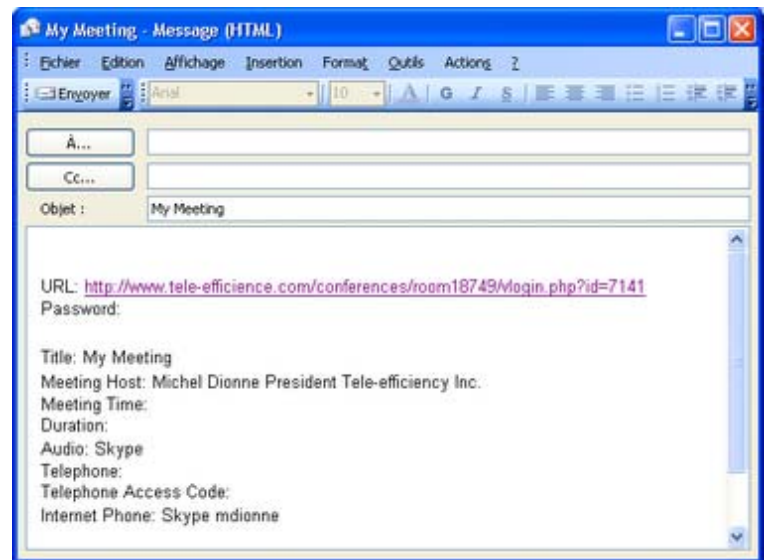 My Meeting - Message (HTML)
Fichier Edition Affichage Insertion Format Outils Actions ?
Envoyer Arial 10 A G I S
À...
Cc...
Objet : My Meeting
URL: http://www.tele-efficience.com/conferences/room18749/vlogin.php?id=7141
Password:
Title: My Meeting
Meeting Host: Michel Dionne President Tele-efficiency Inc.
Meeting Time:
Duration:
Audio: Skype
Telephone:
Telephone Access Code:
Internet Phone: Skype mdionne